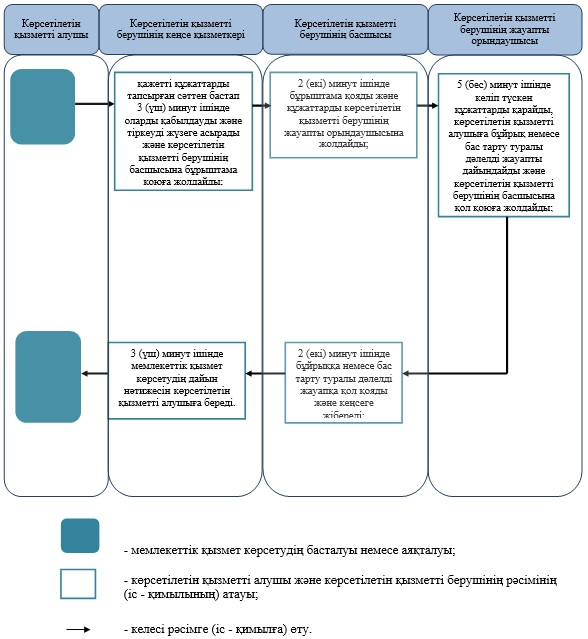 Көрсетілетін
қызметті алушы
Көрсетілетін қызметті
берушінің кеңсе қызметкері
Көрсетілетін қызметті
берушінің басшысы
Көрсетілетін қызметті
берушінің жауапты
орындаушысы
қажетті құжаттарды
тапсырған сәттен бастап
3 (үш) минут ішінде
оларды қабылдауды және
тіркеуді жүзеге асырады
және көрсетілетін
қызметті берушінің
басшысына бұрыштама
қоюға жолдайды;
2 (екі) минут ішінде
бұрыштама қояды және
құжаттарды көрсетілетін
қызметті берушінің
жауапты орындаушысына
жолдайды;
5 (бес) минут ішінде
келіп түскен
құжаттарды қарайды,
көрсетілетін қызметті
алушыға бұйрық немесе
бас тарту туралы
дәлелді жауапты
дайындайды және
көрсетілетін қызметті
берушінің басшысына
қол қоюға жолдайды;
3 (үш) минут ішінде
мемлекеттік қызмет
көрсетудің дайын
нәтижесін көрсетілетін
қызметті алушыға береді.
2 (екі) минут ішінде
бұйрыққа немесе бас
тарту туралы дәлелді
жауапқа қол қояды
және кеңсеге
жібереді;
- мемлекеттік қызмет көрсетудің басталуы немесе аяқталуы;
- көрсетілетін қызметті алушы және көрсетілетін қызметті берушінің рәсімінің
(іс - қимылының) атауы;
- келесі рәсімге (іс - қимылға) өту.